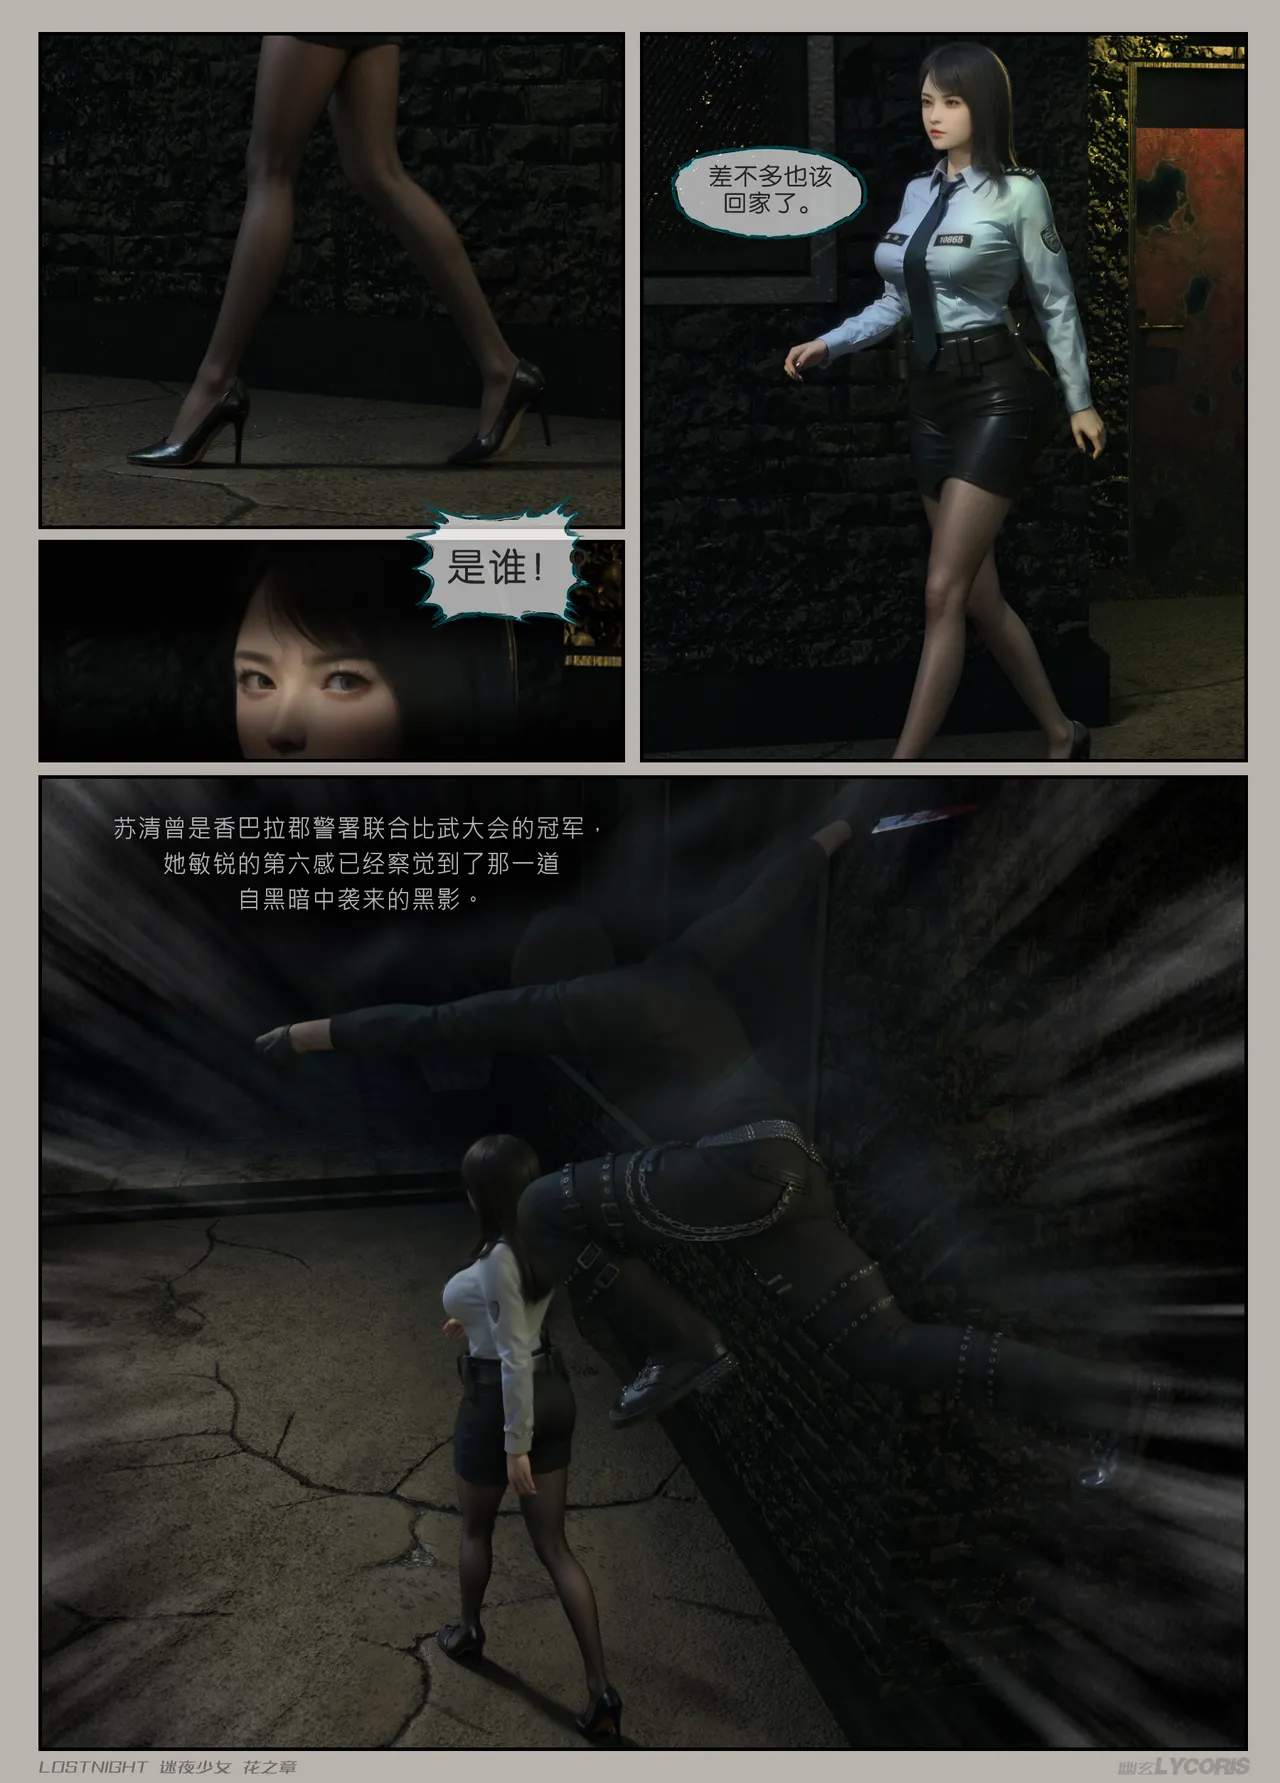 差不多也该
回家了。
10865
是谁！
苏清曾是香巴拉郡警署联合比武大会的冠军，
她敏锐的第六感已经察觉到了那一道
自黑暗中袭来的黑影。
LOSTNIGHT 迷夜少女 花之章
幽玄LYCORIS